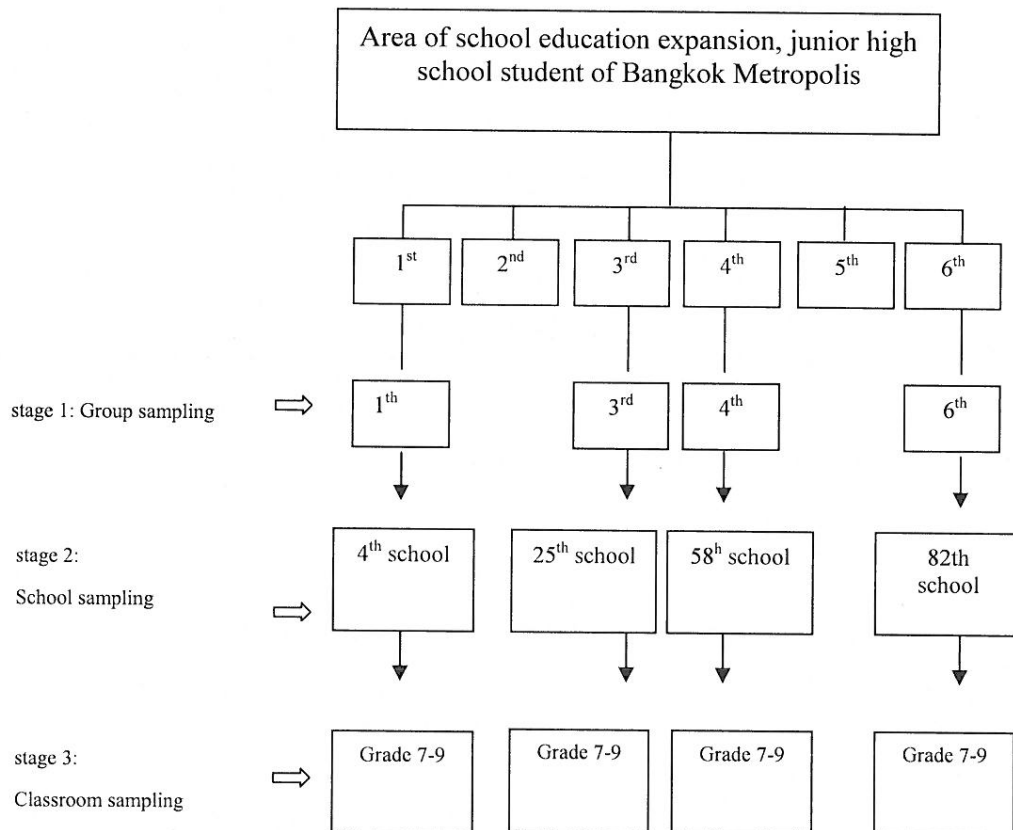 Area of school education expansion, junior high
school student of Bangkok Metropolis
1st
2nd
3rd
4th
5th
6th
stage 1: Group sampling
1th
3rd
4th
6th
stage 2:
School sampling
4th school
25th school
58h school
82th
school
stage 3:
Classroom sampling
Grade 7-9
Grade 7-9
Grade 7-9
Grade 7-9